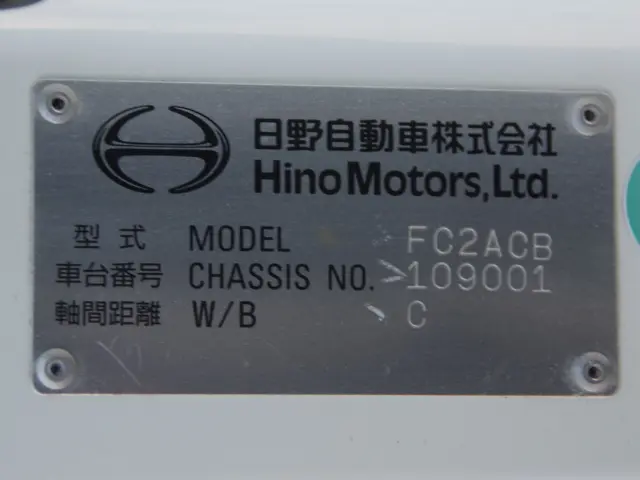 日野自動車株式会社
Hino Motors, Ltd.
型式 MODEL FC2ACB
車台番号 CHASSIS NO. >109001
軸間距離 W/B C